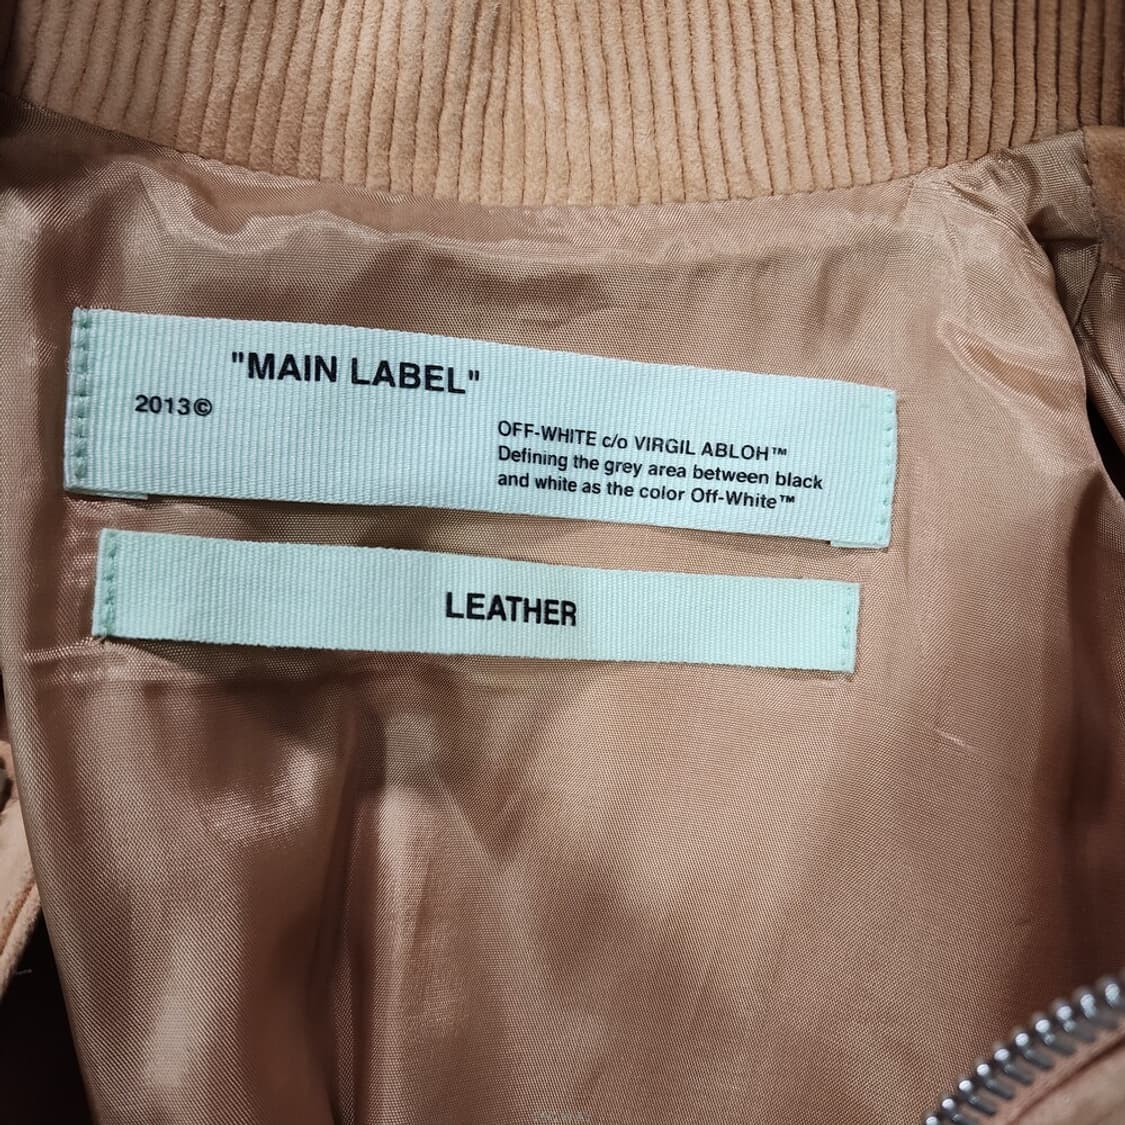 "MAIN LABEL"
2013©
OFF-WHITE c/o VIRGIL ABLOH™
Defining the grey area between black
and white as the color Off-White™
LEATHER